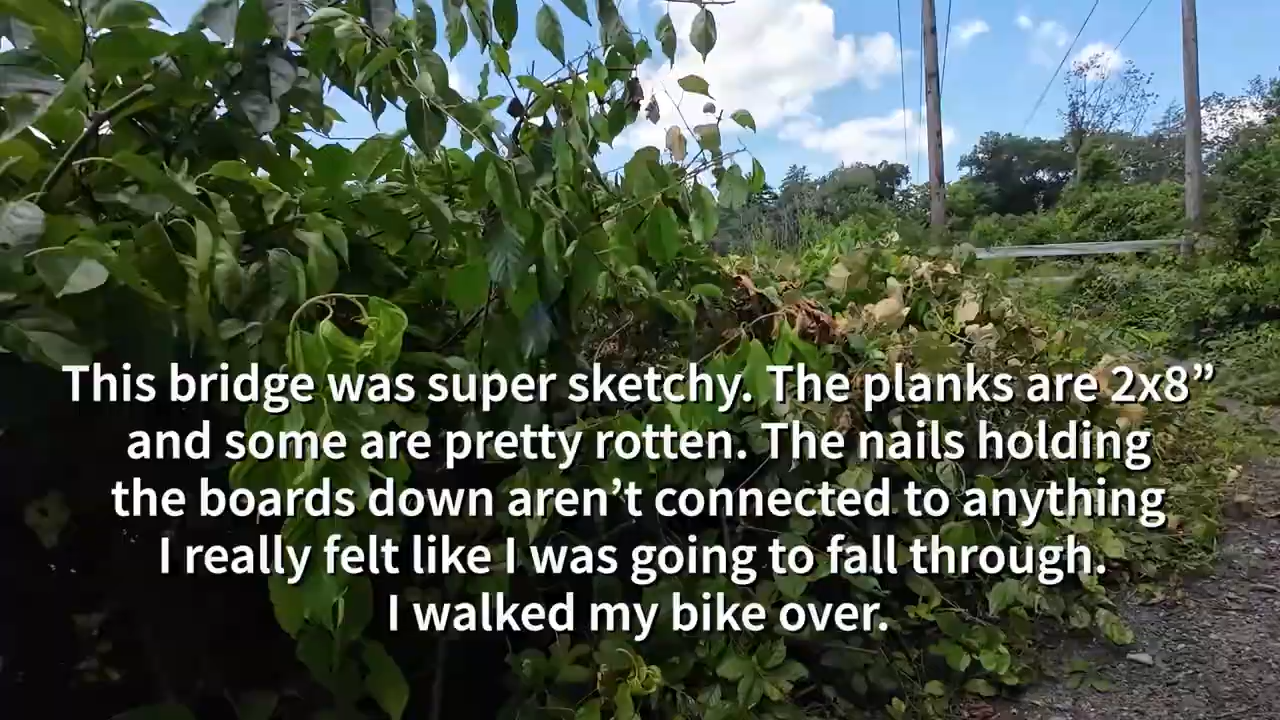 This bridge was super sketchy. The planks are 2x8”
and some are pretty rotten. The nails holding
the boards down aren’t connected to anything
I really felt like I was going to fall through.
I walked my bike over.